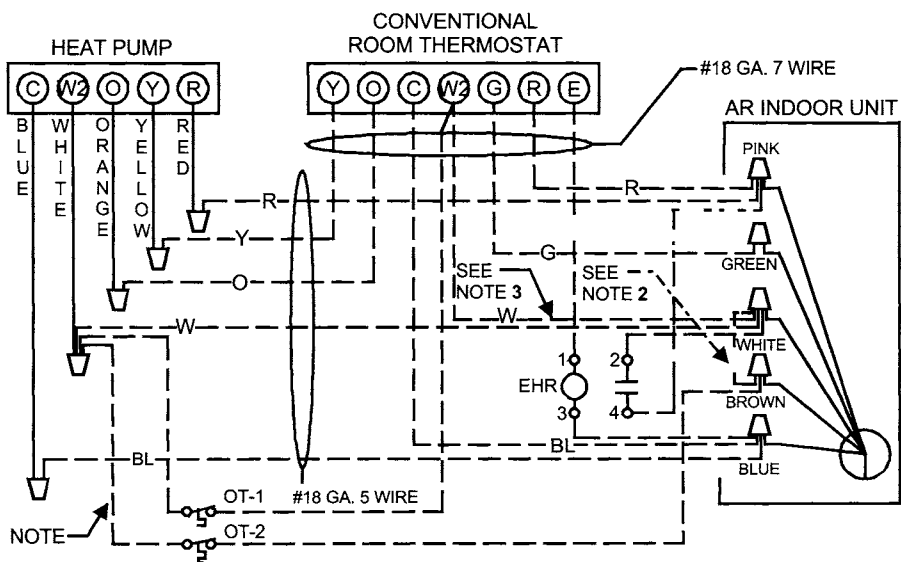 CONVENTIONAL
ROOM THERMOSTAT
HEAT PUMP
C W2 O Y R
Y O C W2 G R E
#18 GA. 7 WIRE
AR INDOOR UNIT
BLUE
WHITE
ORANGE
YELLOW
RED
PINK
R
R
Y
G
GREEN
O
SEE
NOTE 3
SEE
NOTE 2
W
W
WHITE
1
2
EHR
3
4
BROWN
BL
BL
BLUE
#18 GA. 5 WIRE
OT-1
NOTE
OT-2